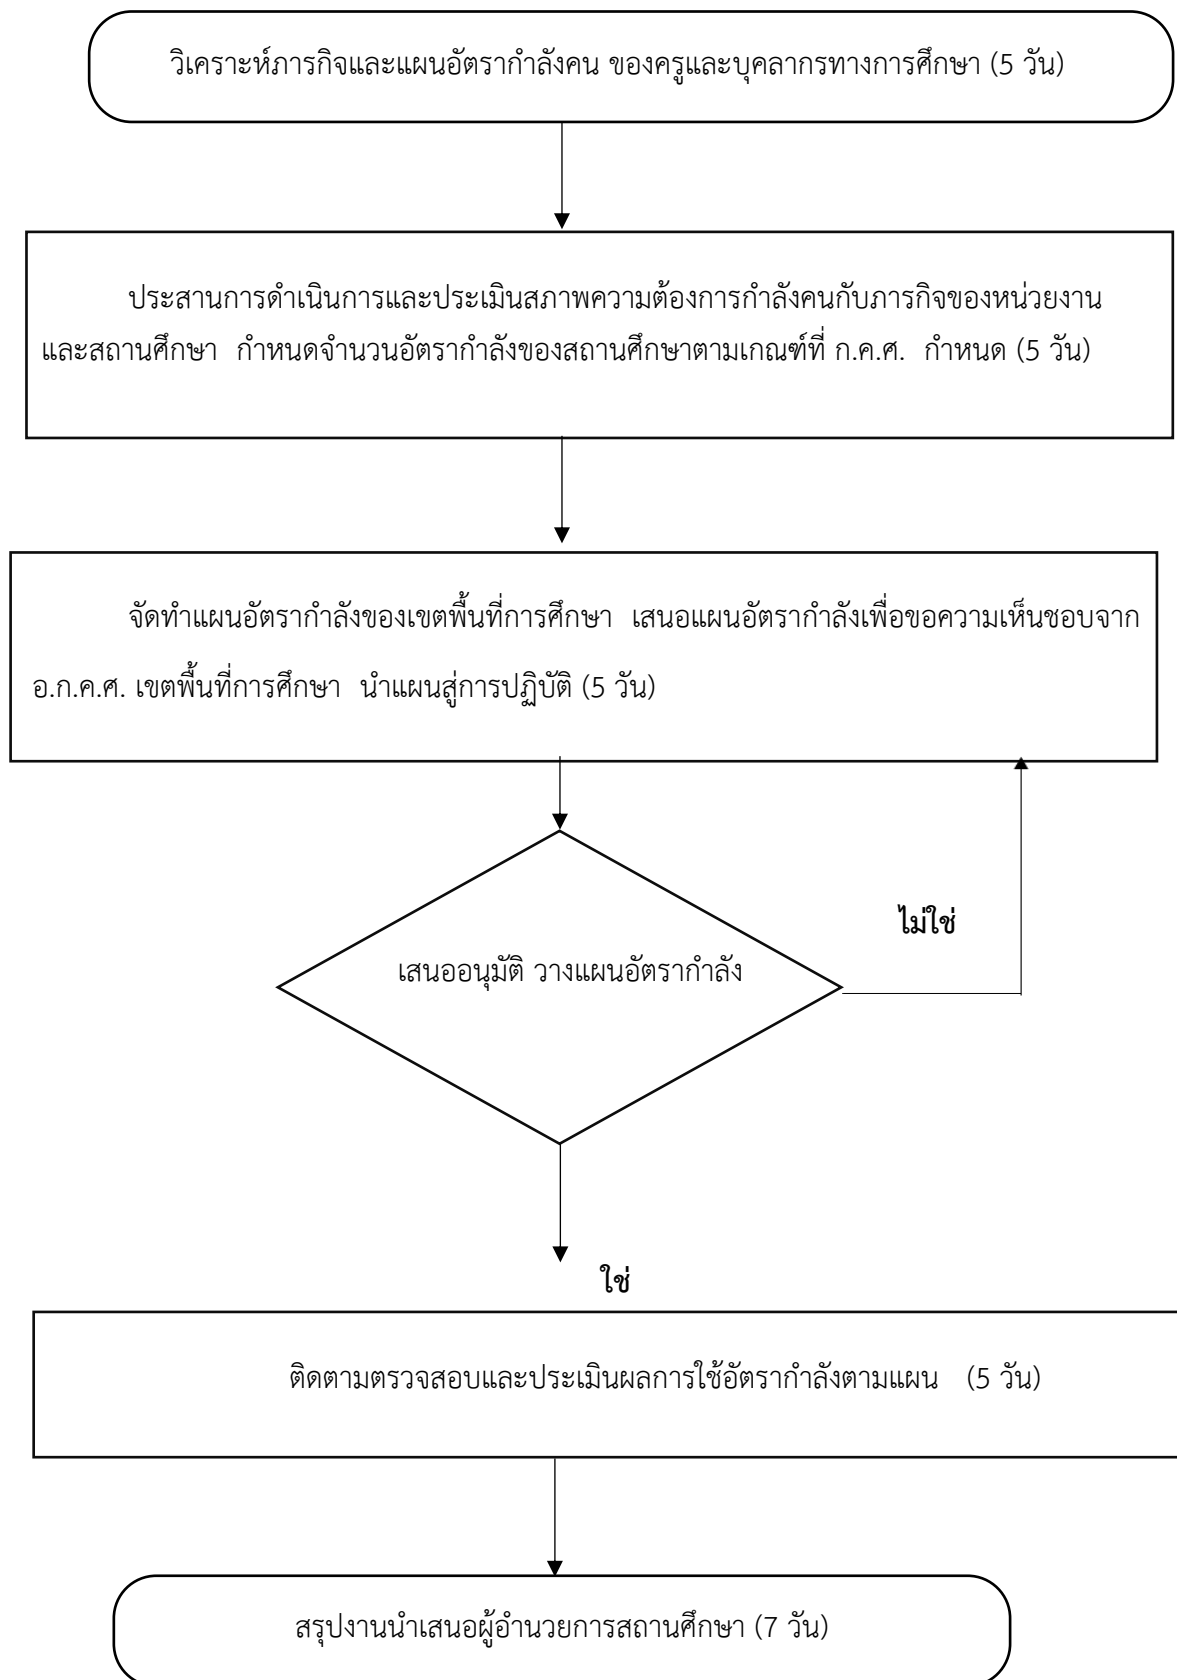 วิเคราะห์ภารกิจและแผนอัตรากำลังคน ของครูและบุคลากรทางการศึกษา (5 วัน)
ประสานการดำเนินการและประเมินสภาพความต้องการกำลังคนกับภารกิจของหน่วยงาน
และสถานศึกษา กำหนดจำนวนอัตรากำลังของสถานศึกษาตามเกณฑ์ที่ ก.ค.ศ. กำหนด (5 วัน)
จัดทำแผนอัตรากำลังของเขตพื้นที่การศึกษา เสนอแผนอัตรากำลังเพื่อขอความเห็นชอบจาก
อ.ก.ค.ศ. เขตพื้นที่การศึกษา นำแผนสู่การปฏิบัติ (5 วัน)
ไม่ใช่
เสนออนุมัติ วางแผนอัตรากำลัง
ใช่
ติดตามตรวจสอบและประเมินผลการใช้อัตรากำลังตามแผน (5 วัน)
สรุปงานนำเสนอผู้อำนวยการสถานศึกษา (7 วัน)